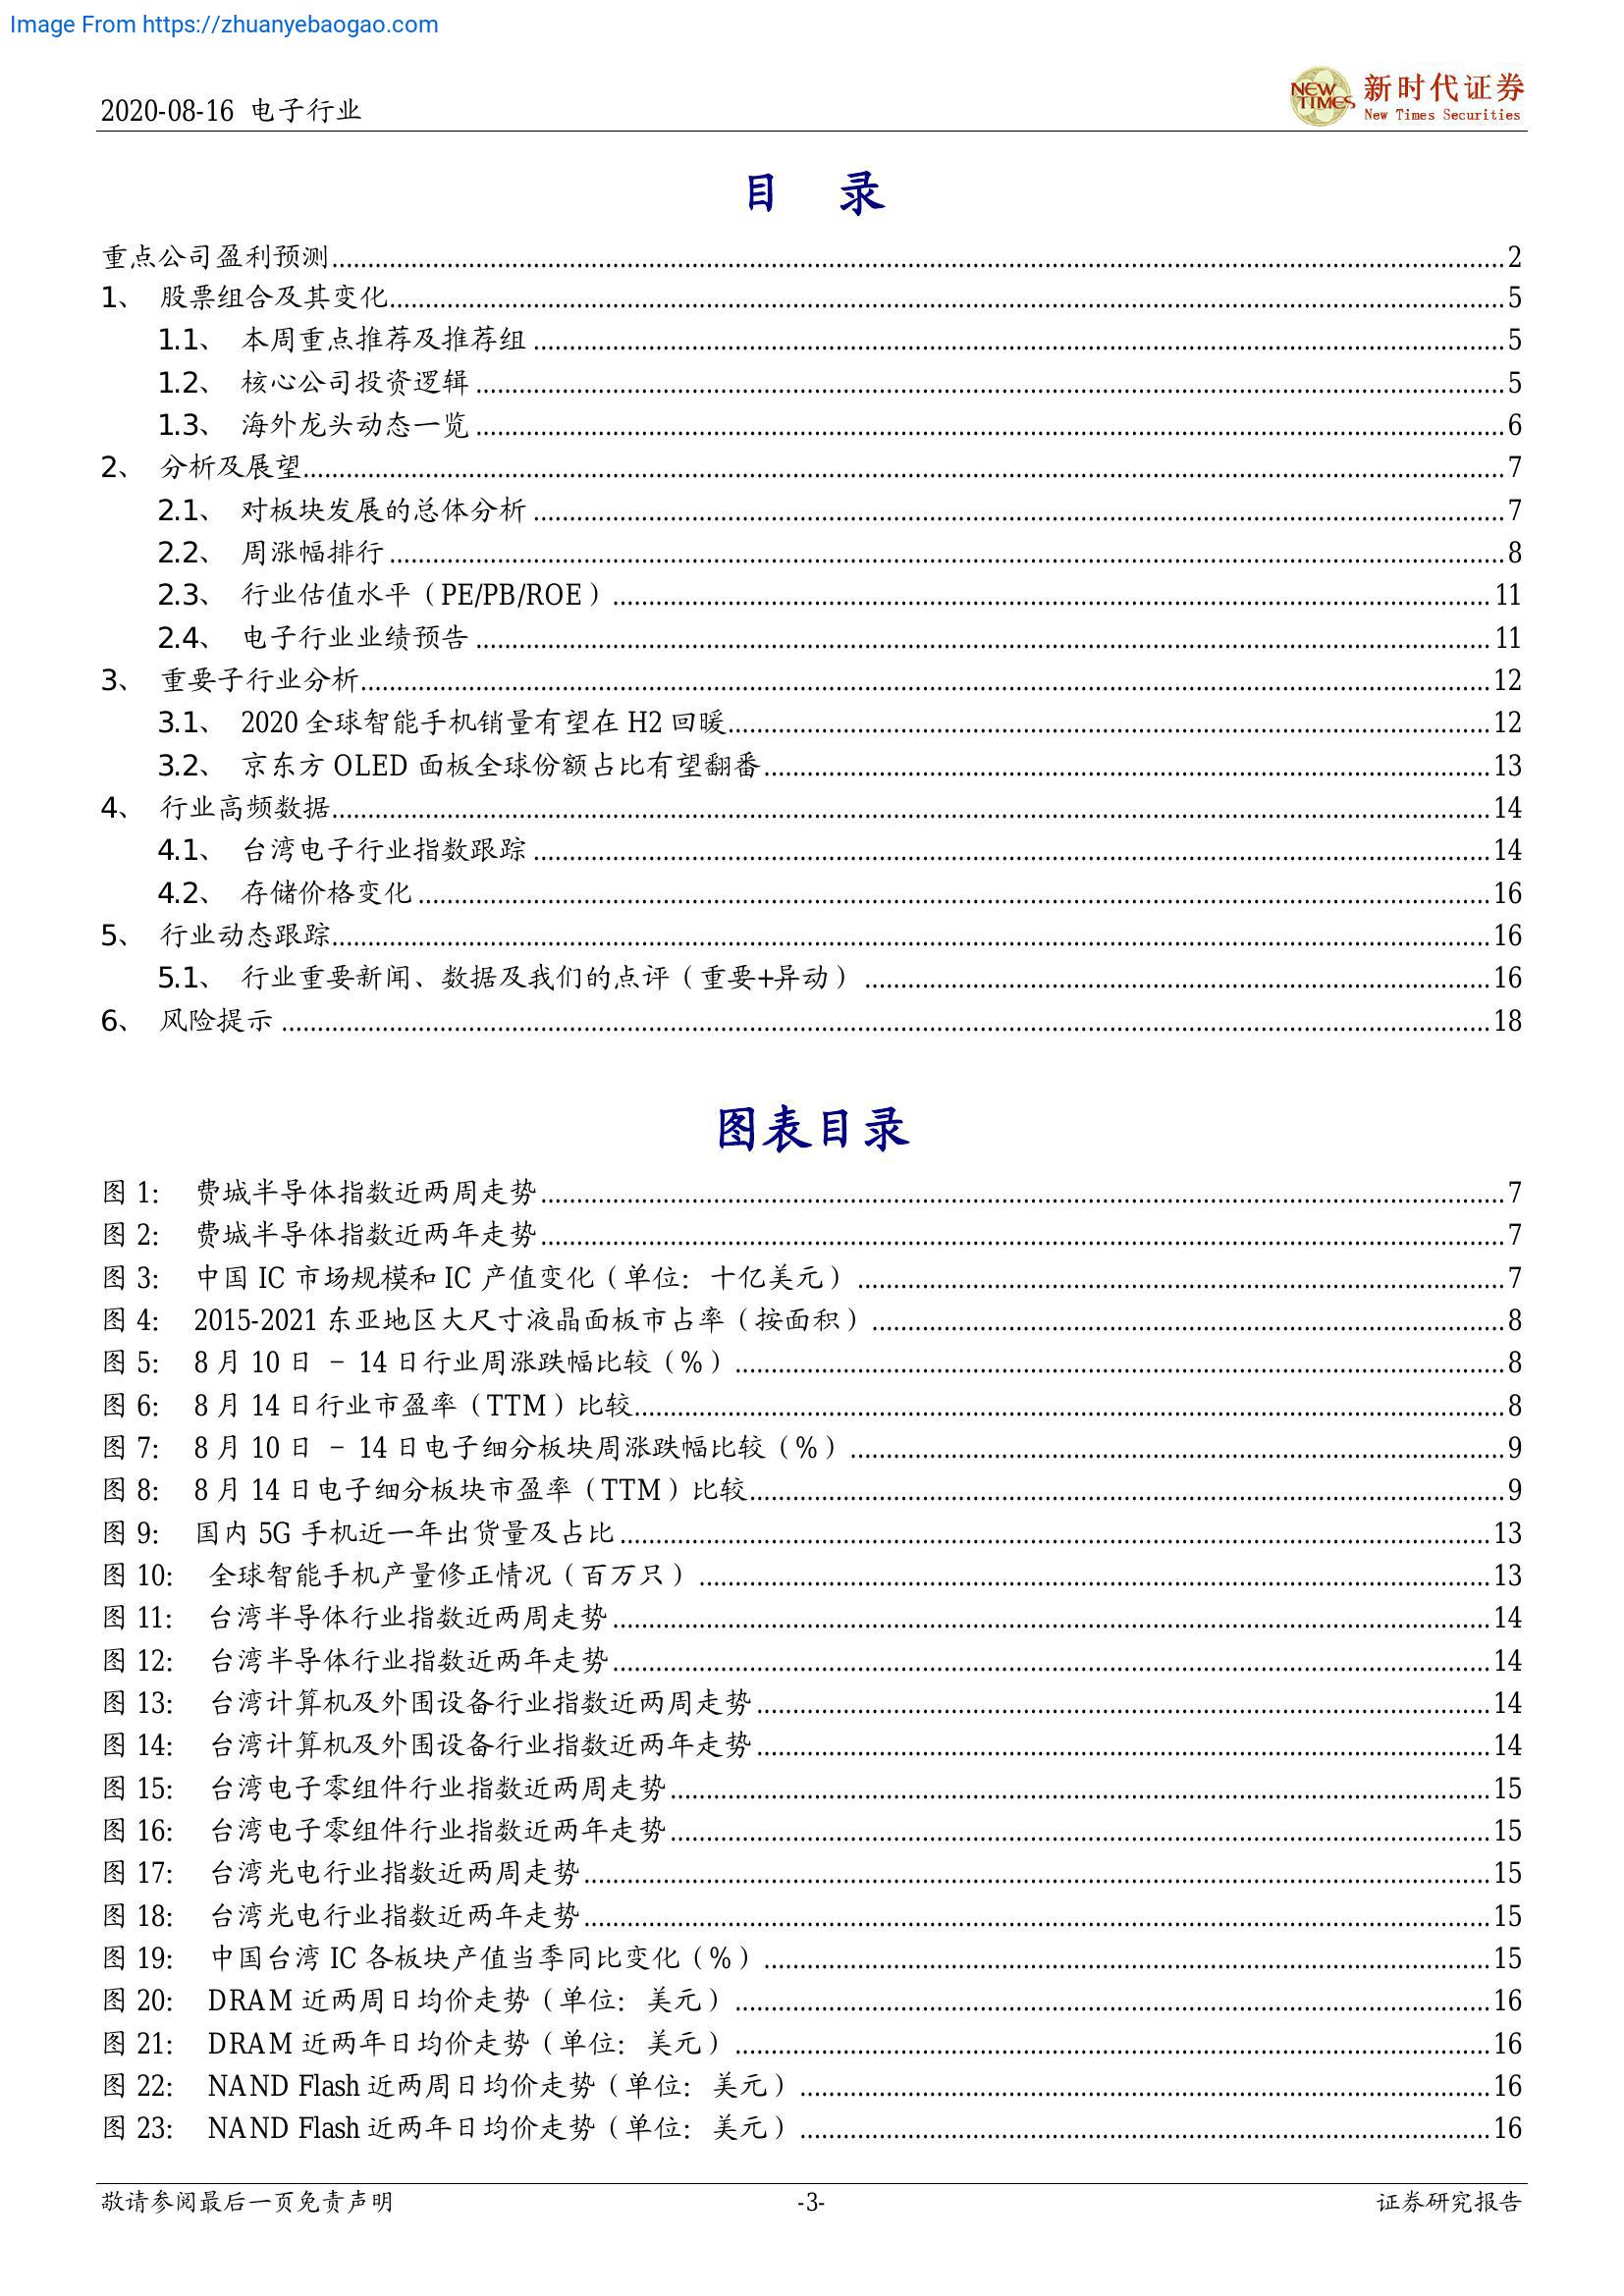 Image From https://zhuanyebaogao.com
2020-08-16 电子行业
NEW TIMES 新时代证券
New Times Securities
目 录
重点公司盈利预测 2
1、 股票组合及其变化 5
1.1、 本周重点推荐及推荐组 5
1.2、 核心公司投资逻辑 5
1.3、 海外龙头动态一览 6
2、 分析及展望 7
2.1、 对板块发展的总体分析 7
2.2、 周涨幅排行 8
2.3、 行业估值水平（PE/PB/ROE） 11
2.4、 电子行业业绩预告 11
3、 重要子行业分析 12
3.1、 2020 全球智能手机销量有望在 H2 回暖 12
3.2、 京东方 OLED 面板全球份额占比有望翻番 13
4、 行业高频数据 14
4.1、 台湾电子行业指数跟踪 14
4.2、 存储价格变化 16
5、 行业动态跟踪 16
5.1、 行业重要新闻、数据及我们的点评（重要+异动） 16
6、 风险提示 18
图表目录
图 1: 费城半导体指数近两周走势 7
图 2: 费城半导体指数近两年走势 7
图 3: 中国 IC 市场规模和 IC 产值变化（单位：十亿美元） 7
图 4: 2015-2021 东亚地区大尺寸液晶面板市占率（按面积） 8
图 5: 8 月 10 日 － 14 日行业周涨跌幅比较（%） 8
图 6: 8 月 14 日行业市盈率（TTM）比较 8
图 7: 8 月 10 日 － 14 日电子细分板块周涨跌幅比较（%） 9
图 8: 8 月 14 日电子细分板块市盈率（TTM）比较 9
图 9: 国内 5G 手机近一年出货量及占比 13
图 10: 全球智能手机产量修正情况（百万只） 13
图 11: 台湾半导体行业指数近两周走势 14
图 12: 台湾半导体行业指数近两年走势 14
图 13: 台湾计算机及外围设备行业指数近两周走势 14
图 14: 台湾计算机及外围设备行业指数近两年走势 14
图 15: 台湾电子零组件行业指数近两周走势 15
图 16: 台湾电子零组件行业指数近两年走势 15
图 17: 台湾光电行业指数近两周走势 15
图 18: 台湾光电行业指数近两年走势 15
图 19: 中国台湾 IC 各板块产值当季同比变化（%） 15
图 20: DRAM 近两周日均价走势（单位：美元） 16
图 21: DRAM 近两年日均价走势（单位：美元） 16
图 22: NAND Flash 近两周日均价走势（单位：美元） 16
图 23: NAND Flash 近两年日均价走势（单位：美元） 16
敬请参阅最后一页免责声明 -3- 证券研究报告